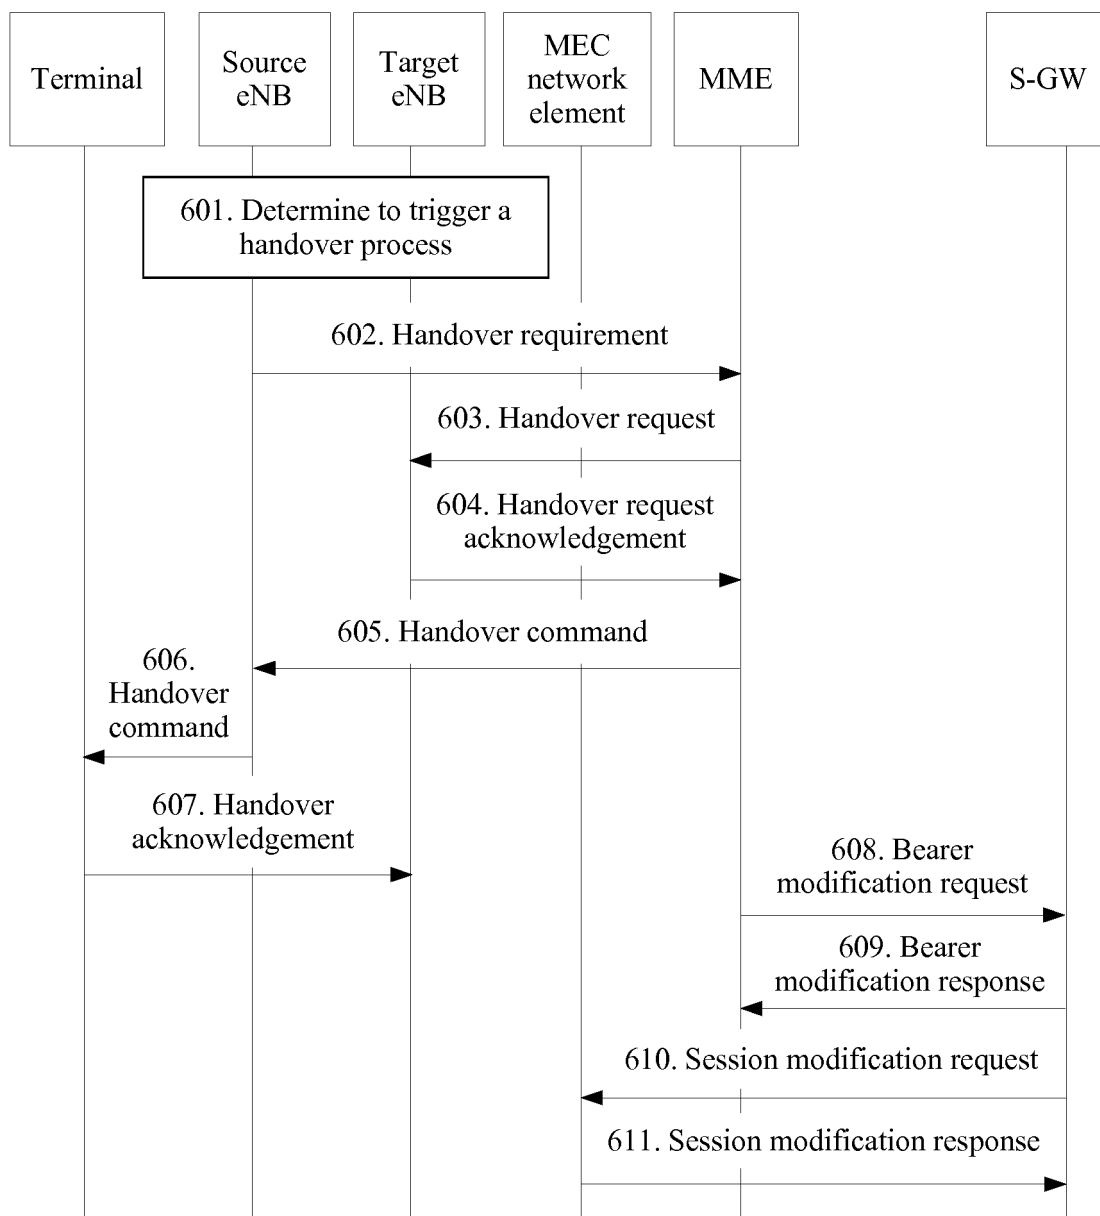 Terminal
Source
eNB
Target
eNB
MEC
network
element
MME
S-GW
601. Determine to trigger a
handover process
602. Handover requirement
603. Handover request
604. Handover request
acknowledgement
605. Handover command
606.
Handover
command
607. Handover
acknowledgement
608. Bearer
modification request
609. Bearer
modification response
610. Session modification request
611. Session modification response